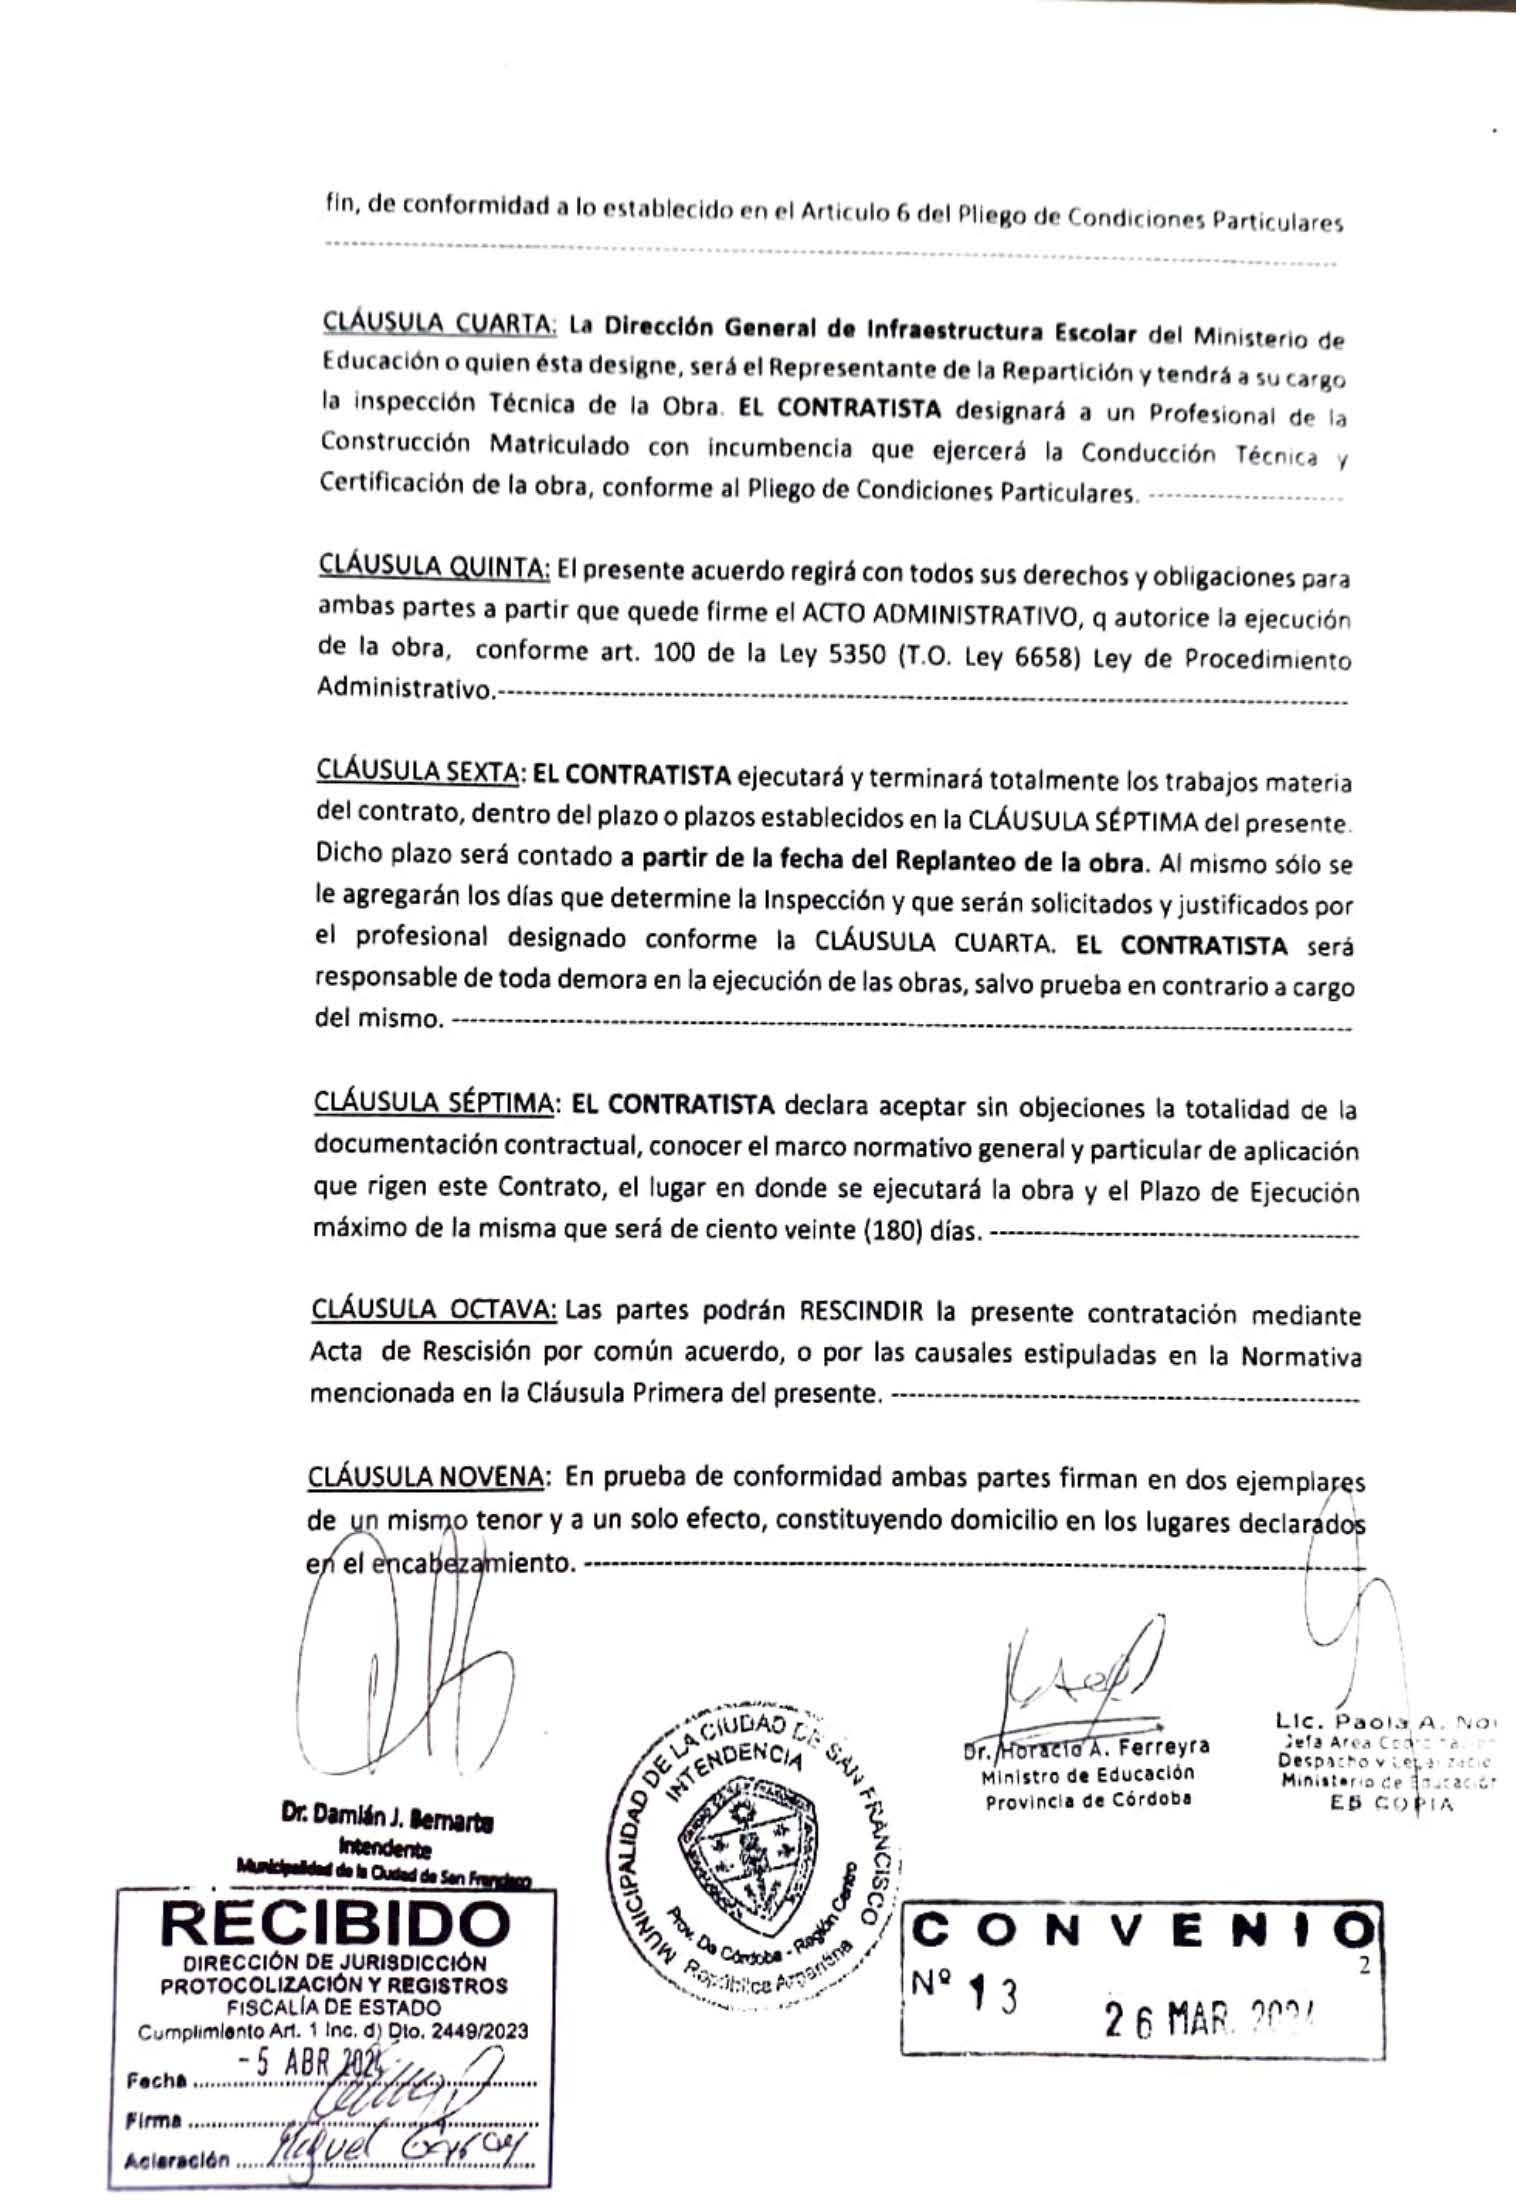 fin, de conformidad a lo establecido en el Articulo 6 del Pliego de Condiciones Particulares
CLÁUSULA CUARTA: La Dirección General de Infraestructura Escolar del Ministerio de
Educación o quien ésta designe, será el Representante de la Repartición y tendrá a su cargo
la inspección Técnica de la Obra. EL CONTRATISTA designará a un Profesional de la
Construcción Matriculado con incumbencia que ejercerá la Conducción Técnica y
Certificación de la obra, conforme al Pliego de Condiciones Particulares.
CLÁUSULA QUINTA: El presente acuerdo regirá con todos sus derechos y obligaciones para
ambas partes a partir que quede firme el ACTO ADMINISTRATIVO, q autorice la ejecución
de la obra, conforme art. 100 de la Ley 5350 (T.O. Ley 6658) Ley de Procedimiento
Administrativo.
CLÁUSULA SEXTA: EL CONTRATISTA ejecutará y terminará totalmente los trabajos materia
del contrato, dentro del plazo o plazos establecidos en la CLÁUSULA SÉPTIMA del presente.
Dicho plazo será contado a partir de la fecha del Replanteo de la obra. Al mismo sólo se
le agregarán los días que determine la Inspección y que serán solicitados y justificados por
el profesional designado conforme la CLÁUSULA CUARTA. EL CONTRATISTA será
responsable de toda demora en la ejecución de las obras, salvo prueba en contrario a cargo
del mismo.
CLÁUSULA SÉPTIMA: EL CONTRATISTA declara aceptar sin objeciones la totalidad de la
documentación contractual, conocer el marco normativo general y particular de aplicación
que rigen este Contrato, el lugar en donde se ejecutará la obra y el Plazo de Ejecución
máximo de la misma que será de ciento veinte (180) días.
CLÁUSULA OCTAVA: Las partes podrán RESCINDIR la presente contratación mediante
Acta de Rescisión por común acuerdo, o por las causales estipuladas en la Normativa
mencionada en la Cláusula Primera del presente.
CLÁUSULA NOVENA: En prueba de conformidad ambas partes firman en dos ejemplares
de un mismo tenor y a un solo efecto, constituyendo domicilio en los lugares declarados
en el encabezamiento.
Dr. Damián J. Bernarte
Intendente
Municipalidad de la Ciudad de San Francisco
MUNICIPALIDAD DE LA CIUDAD DE SAN FRANCISCO
INTENDENCIA
Prov. De Córdoba - Región Centro
República Argentina
Dr. Horacio A. Ferreyra
Ministro de Educación
Provincia de Córdoba
Lic. Paola A.
Jefa Area
Despacho y
Ministerio de Educación
ES COPIA
RECIBIDO
DIRECCIÓN DE JURISDICCIÓN
PROTOCOLIZACIÓN Y REGISTROS
FISCALÍA DE ESTADO
Cumplimiento Art. 1 Inc. d) Dto. 2449/2023
Fecha - 5 ABR 2024
Firma
Aclaración Miguel
CONVENIO
2
Nº 13
26 MAR. 2024